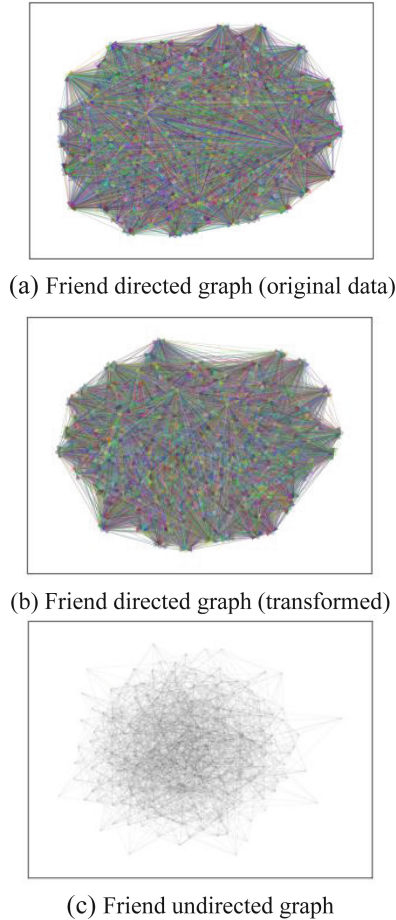 (a) Friend directed graph (original data)
(b) Friend directed graph (transformed)
(c) Friend undirected graph